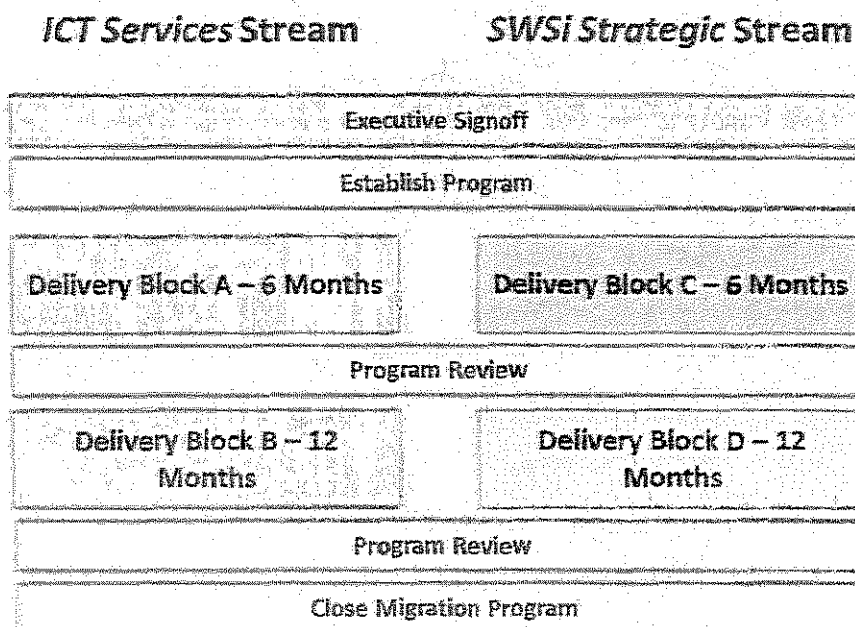 ICT Services Stream
SWSi Strategic Stream
Executive Signoff
Establish Program
Delivery Block A – 6 Months
Delivery Block C – 6 Months
Program Review
Delivery Block B – 12
Months
Delivery Block D – 12
Months
Program Review
Close Migration Program